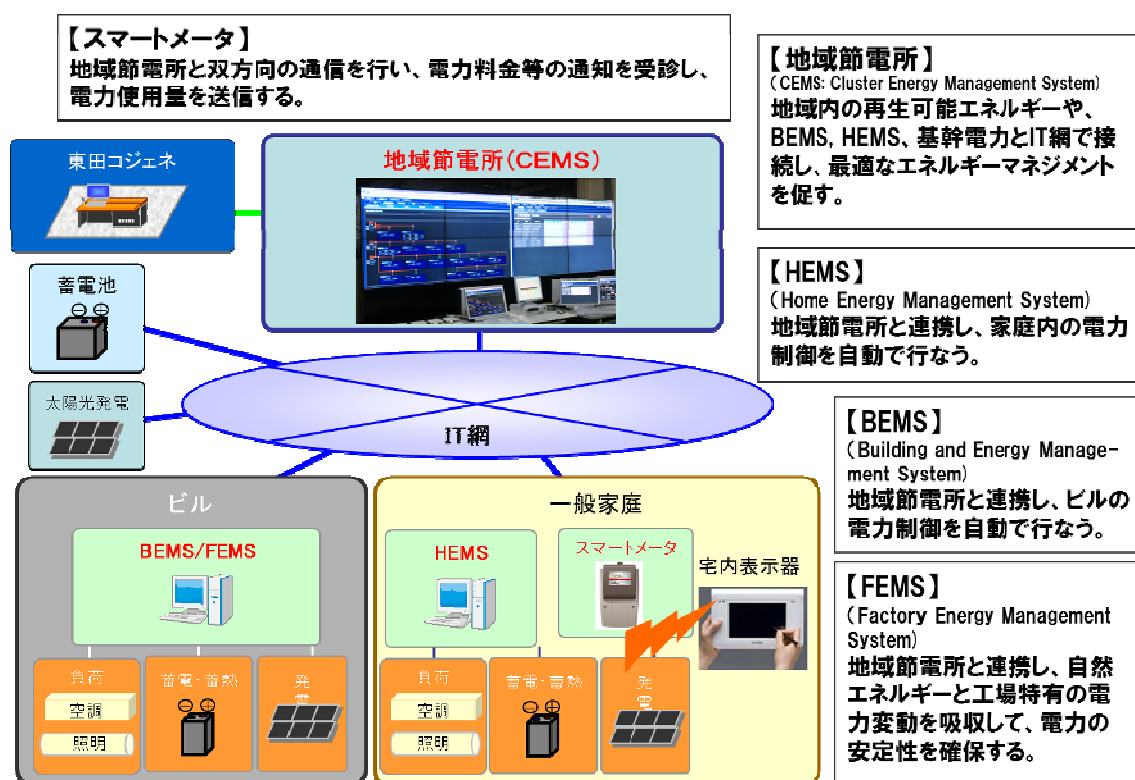 【スマートメータ】
地域節電所と双方向の通信を行い、電力料金等の通知を受診し、
電力使用量を送信する。
【地域節電所】
(CEMS: Cluster Energy Management System)
地域内の再生可能エネルギーや、
BEMS, HEMS、基幹電力とIT網で接
続し、最適なエネルギーマネジメント
を促す。
東田コジェネ
地域節電所(CEMS)
蓄電池
【HEMS】
(Home Energy Management System)
地域節電所と連携し、家庭内の電力
制御を自動で行なう。
太陽光発電
IT網
【BEMS】
(Building and Energy Manage-
ment System)
地域節電所と連携し、ビルの
電力制御を自動で行なう。
ビル
BEMS/FEMS
負荷
空調
照明
蓄電・蓄熱
発電
一般家庭
HEMS
スマートメータ
宅内表示器
負荷
空調
照明
蓄電・蓄熱
発電
【FEMS】
(Factory Energy Management
System)
地域節電所と連携し、自然
エネルギーと工場特有の電
力変動を吸収して、電力の
安定性を確保する。